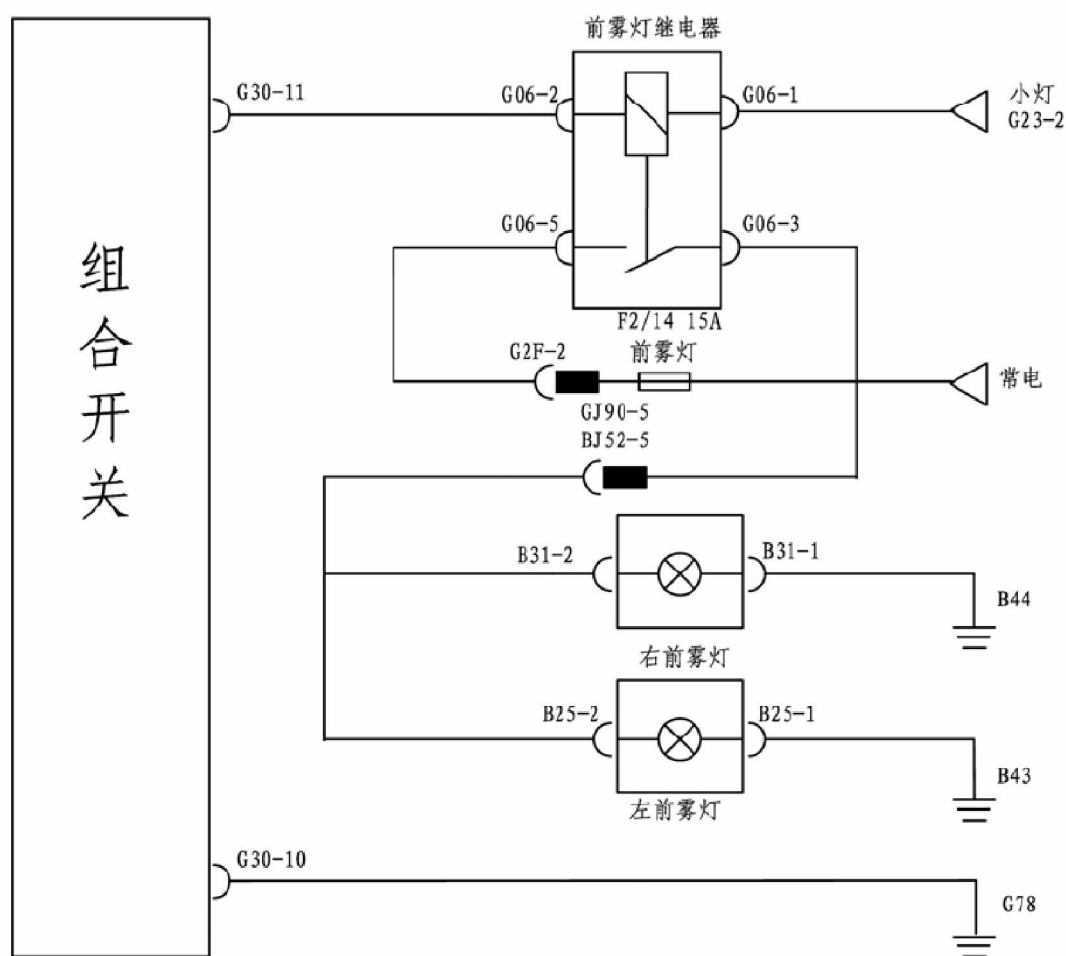 前雾灯继电器
G30-11
G06-2
G06-1
小灯
G23-2
G06-5
G06-3
组合开关
F2/14 15A
G2F-2
前雾灯
常电
GJ90-5
BJ52-5
B31-2
B31-1
B44
右前雾灯
B25-2
B25-1
B43
左前雾灯
G30-10
G78